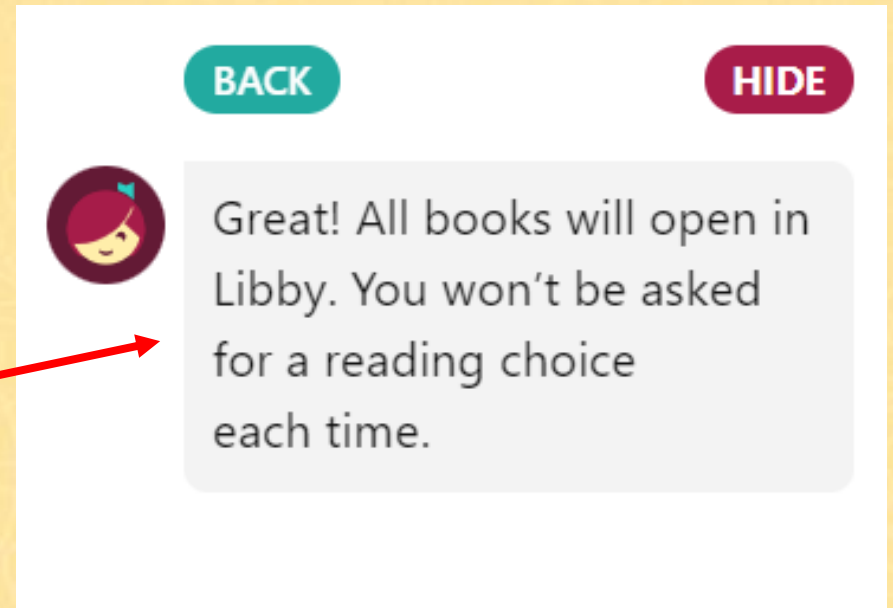 BACK HIDE
Great! All books will open in
Libby. You won’t be asked
for a reading choice
each time.